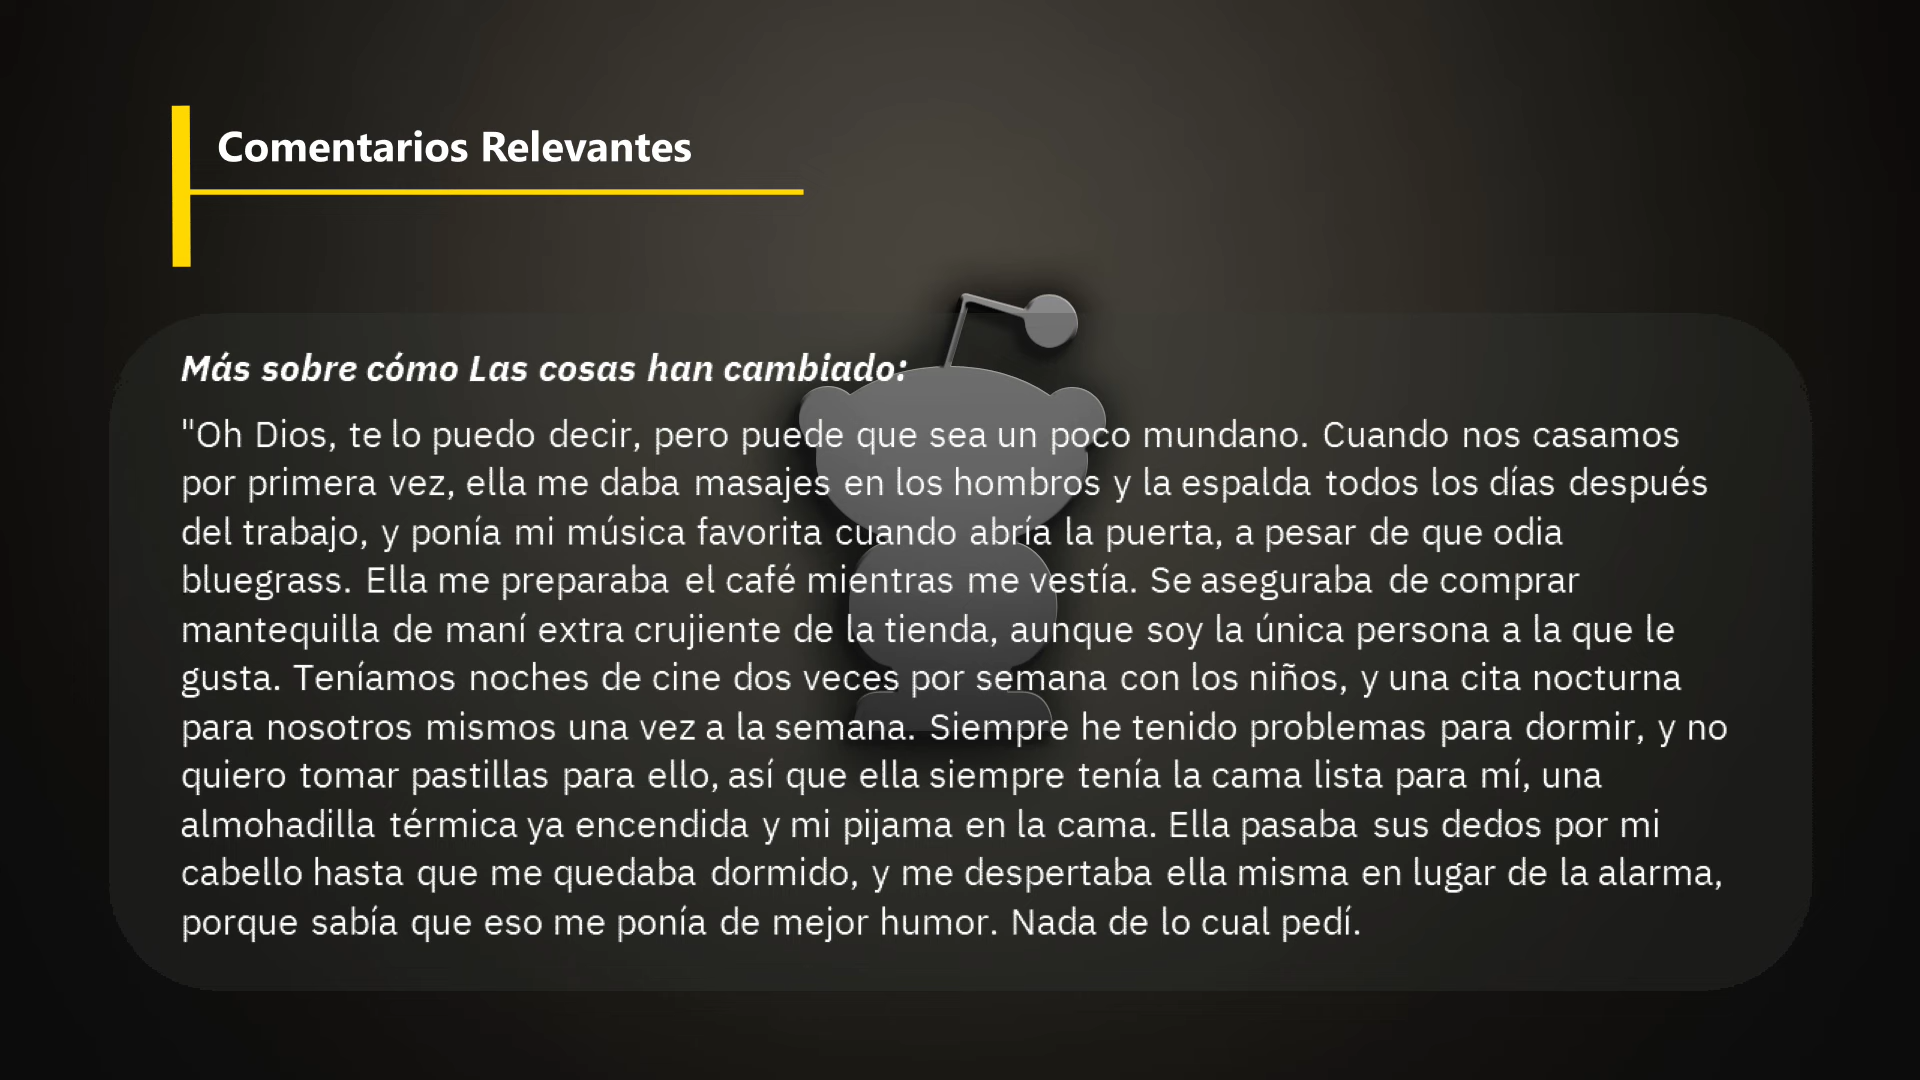 Comentarios Relevantes
Más sobre cómo Las cosas han cambiado:
"Oh Dios, te lo puedo decir, pero puede que sea un poco mundano. Cuando nos casamos
por primera vez, ella me daba masajes en los hombros y la espalda todos los días después
del trabajo, y ponía mi música favorita cuando abría la puerta, a pesar de que odia
bluegrass. Ella me preparaba el café mientras me vestía. Se aseguraba de comprar
mantequilla de maní extra crujiente de la tienda, aunque soy la única persona a la que le
gusta. Teníamos noches de cine dos veces por semana con los niños, y una cita nocturna
para nosotros mismos una vez a la semana. Siempre he tenido problemas para dormir, y no
quiero tomar pastillas para ello, así que ella siempre tenía la cama lista para mí, una
almohadilla térmica ya encendida y mi pijama en la cama. Ella pasaba sus dedos por mi
cabello hasta que me quedaba dormido, y me despertaba ella misma en lugar de la alarma,
porque sabía que eso me ponía de mejor humor. Nada de lo cual pedí.